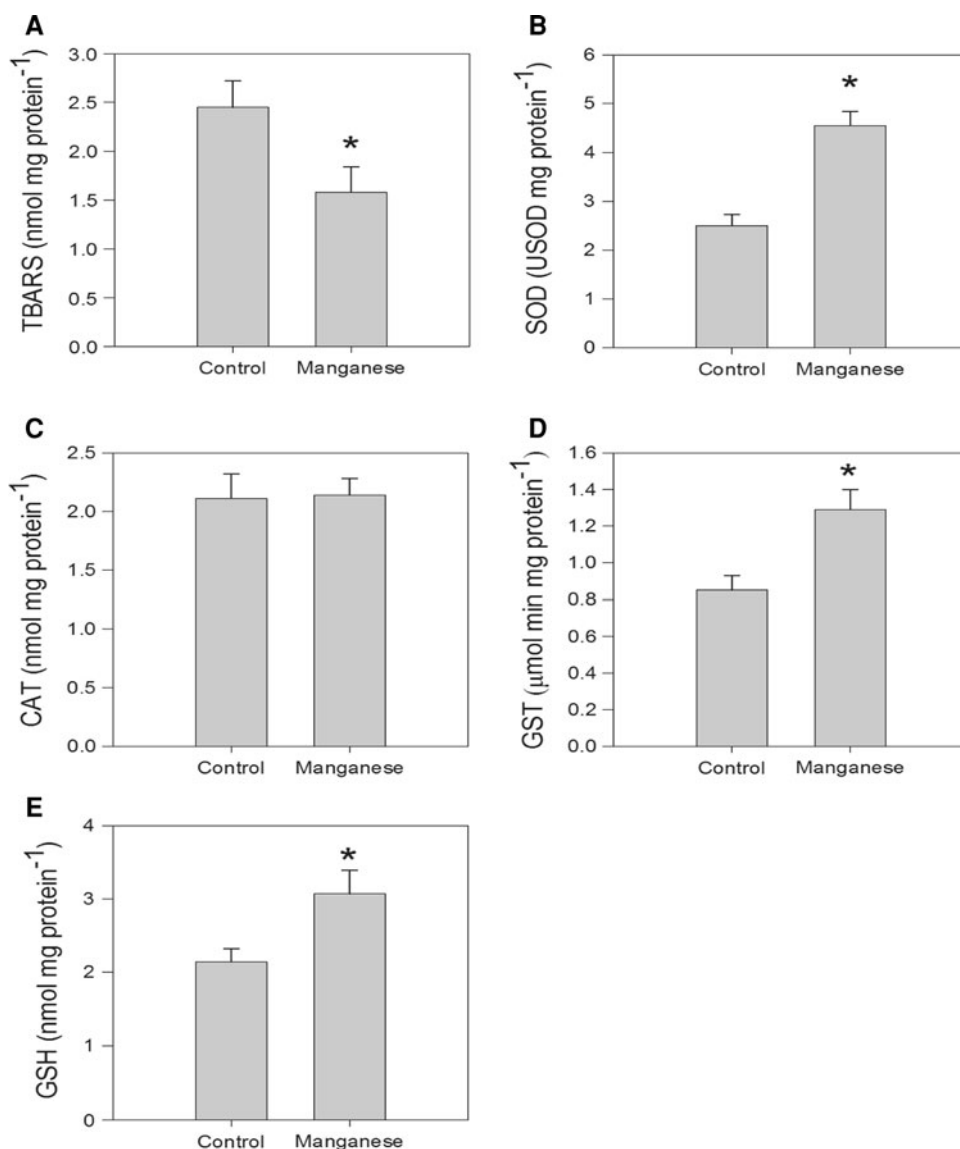 A
TBARS (nmol mg protein⁻¹)
3.0
2.5
2.0
1.5
1.0
0.5
0.0
*
Control Manganese
B
SOD (USOD mg protein⁻¹)
6
5
4
3
2
1
0
*
Control Manganese
C
CAT (nmol mg protein⁻¹)
2.5
2.0
1.5
1.0
0.5
0.0
Control Manganese
D
GST (μmol min mg protein⁻¹)
1.6
1.4
1.2
1.0
0.8
0.6
0.4
0.2
0.0
*
Control Manganese
E
GSH (nmol mg protein⁻¹)
4
3
2
1
0
*
Control Manganese